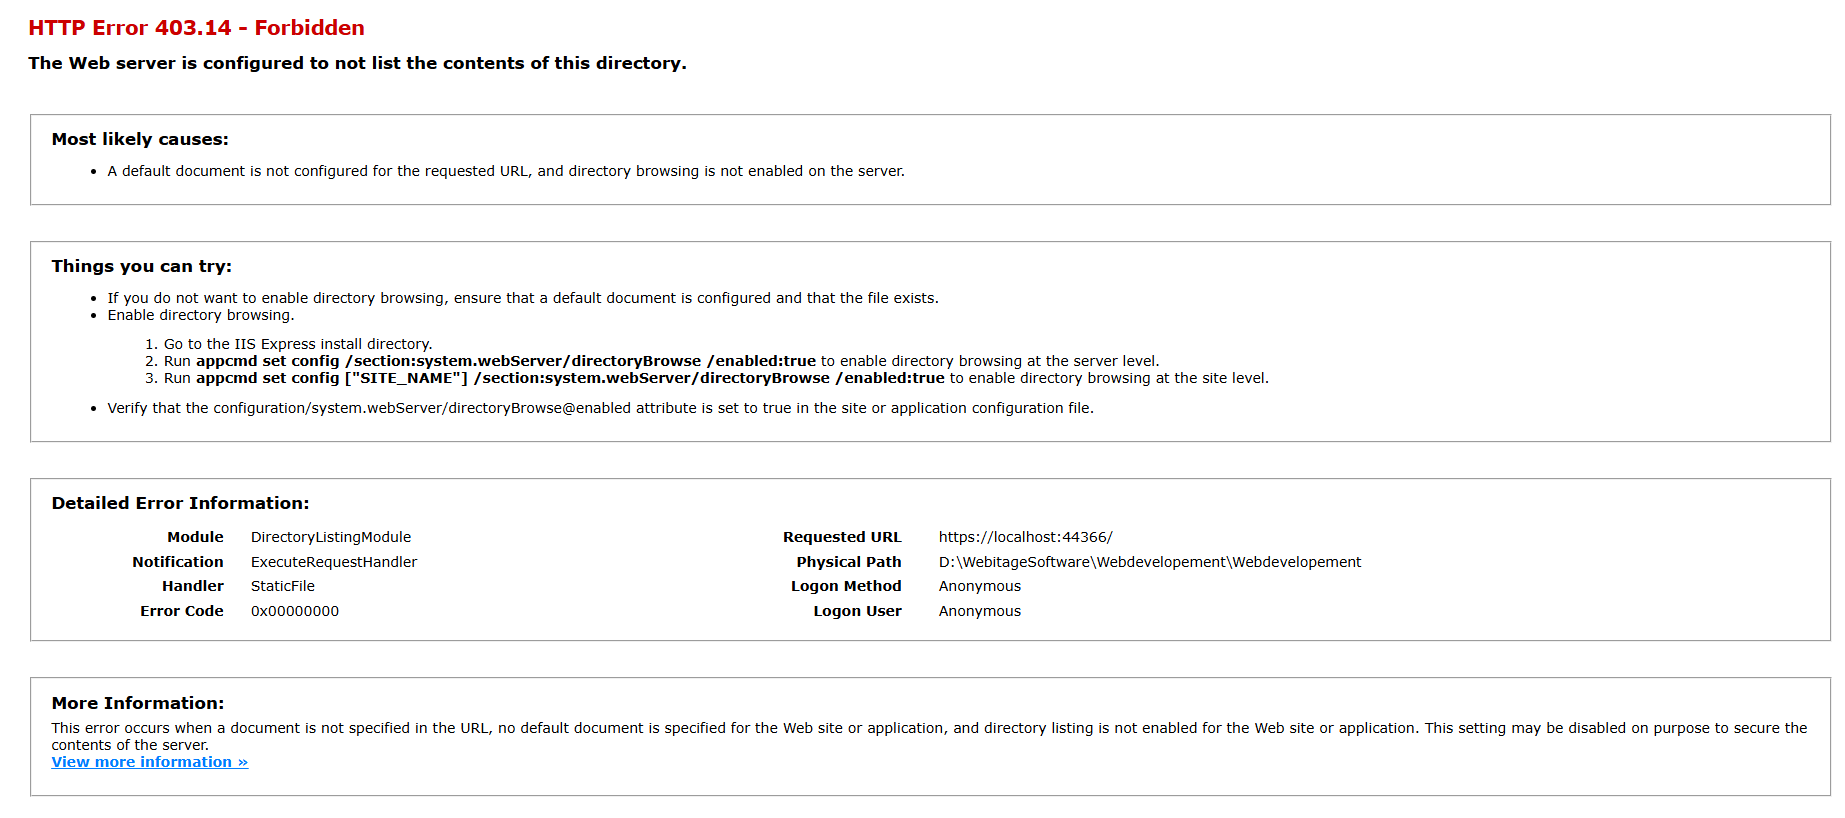 HTTP Error 403.14 - Forbidden
The Web server is configured to not list the contents of this directory.
Most likely causes:
• A default document is not configured for the requested URL, and directory browsing is not enabled on the server.
Things you can try:
• If you do not want to enable directory browsing, ensure that a default document is configured and that the file exists.
• Enable directory browsing.
1. Go to the IIS Express install directory.
2. Run appcmd set config /section:system.webServer/directoryBrowse /enabled:true to enable directory browsing at the server level.
3. Run appcmd set config ["SITE_NAME"] /section:system.webServer/directoryBrowse /enabled:true to enable directory browsing at the site level.
• Verify that the configuration/system.webServer/directoryBrowse@enabled attribute is set to true in the site or application configuration file.
Detailed Error Information:
Module DirectoryListingModule
Notification ExecuteRequestHandler
Handler StaticFile
Error Code 0x00000000
Requested URL https://localhost:44366/
Physical Path D:\WebitageSoftware\Webdevelopement\Webdevelopement
Logon Method Anonymous
Logon User Anonymous
More Information:
This error occurs when a document is not specified in the URL, no default document is specified for the Web site or application, and directory listing is not enabled for the Web site or application. This setting may be disabled on purpose to secure the
contents of the server.
View more information »